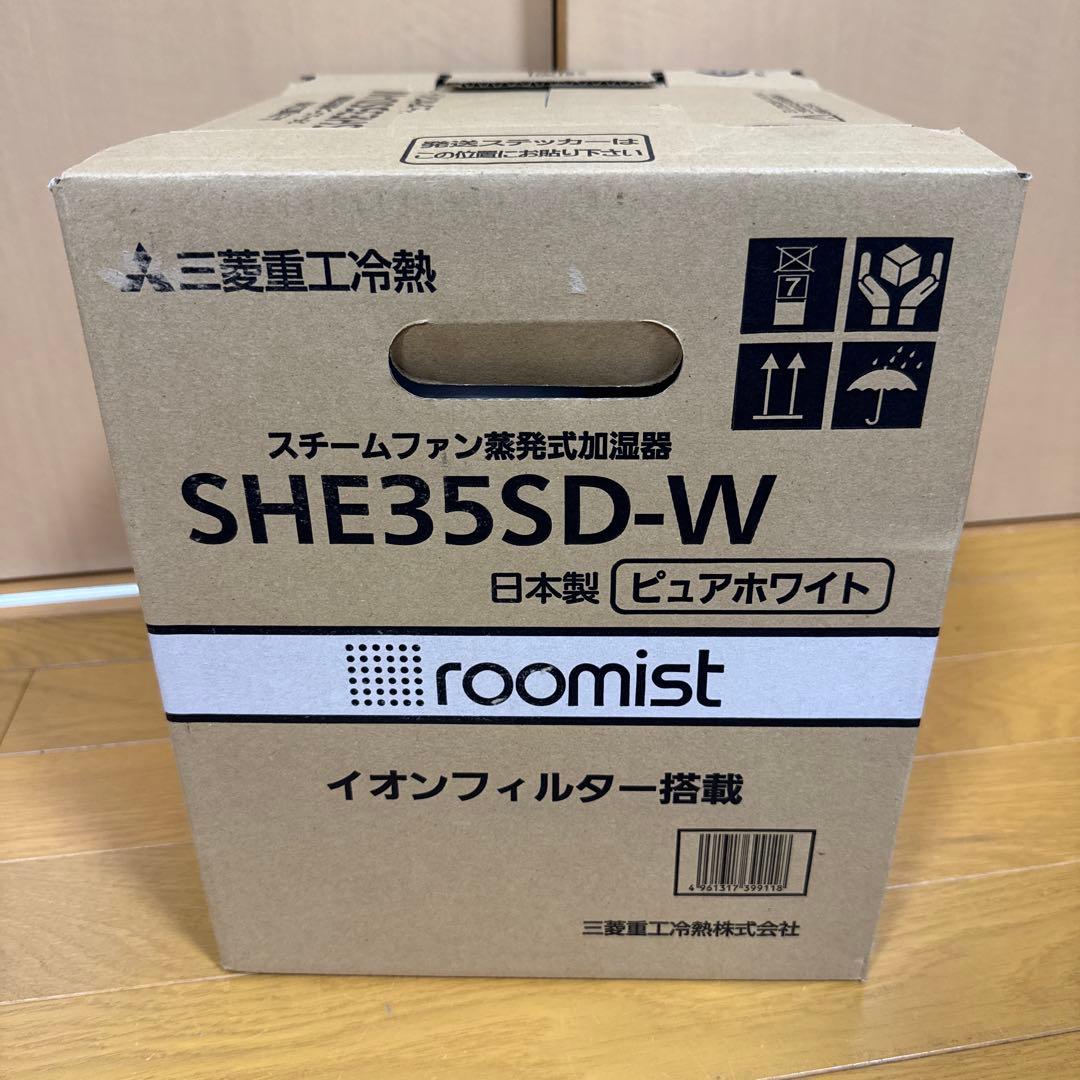 発送ステッカーは
この位置にお貼り下さい
三菱重工冷熱
7
スチームファン蒸発式加湿器
SHE35SD-W
日本製 ピュアホワイト
roomist
イオンフィルター搭載
4 961317 399118
三菱重工冷熱株式会社